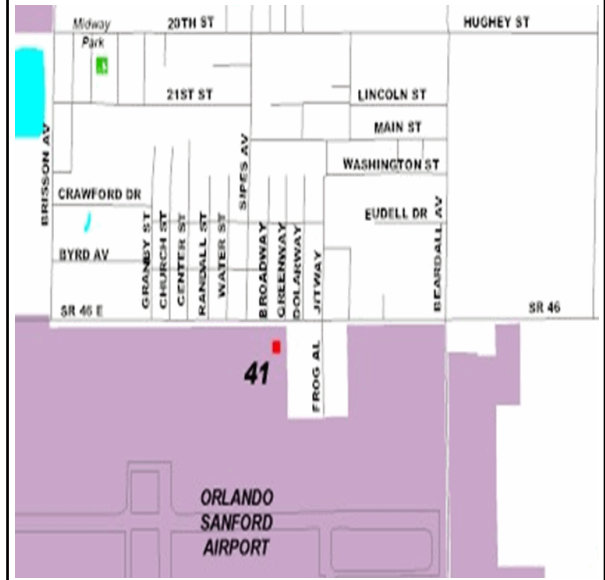 Midway
Park
20TH ST
HUGHEY ST
21ST ST
LINCOLN ST
MAIN ST
WASHINGTON ST
BRISSON AV
SIPES AV
CRAWFORD DR
EUDELL DR
BYRD AV
GRANBY ST
CHURCH ST
CENTER ST
RANDALL ST
WATER ST
BROADWAY
GREENWAY
DOLARWAY
JITWAY
BEARDALL AV
SR 46 E
SR 46
41
FROG AL
ORLANDO
SANFORD
AIRPORT